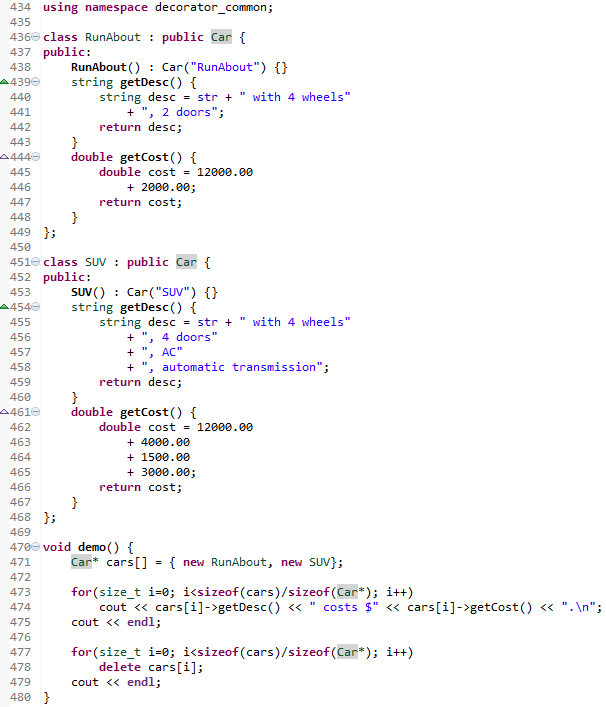 434 using namespace decorator_common;
435
436 class RunAbout : public Car {
437 public:
438     RunAbout() : Car("RunAbout") {}
439     string getDesc() {
440         string desc = str + " with 4 wheels"
441             + ", 2 doors";
442         return desc;
443     }
444     double getCost() {
445         double cost = 12000.00
446             + 2000.00;
447         return cost;
448     }
449 };
450
451 class SUV : public Car {
452 public:
453     SUV() : Car("SUV") {}
454     string getDesc() {
455         string desc = str + " with 4 wheels"
456             + ", 4 doors"
457             + ", AC"
458             + ", automatic transmission";
459         return desc;
460     }
461     double getCost() {
462         double cost = 12000.00
463             + 4000.00
464             + 1500.00
465             + 3000.00;
466         return cost;
467     }
468 };
469
470 void demo() {
471     Car* cars[] = { new RunAbout, new SUV};
472
473     for(size_t i=0; i<sizeof(cars)/sizeof(Car*); i++)
474         cout << cars[i]->getDesc() << " costs $" << cars[i]->getCost() << ".\n";
475     cout << endl;
476
477     for(size_t i=0; i<sizeof(cars)/sizeof(Car*); i++)
478         delete cars[i];
479     cout << endl;
480 }